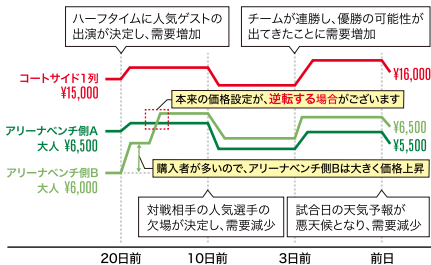 ハーフタイムに人気ゲストの
出演が決定し、需要増加
チームが連勝し、優勝の可能性が
出てきたことに需要増加
コートサイド1列
¥15,000
¥16,000
本来の価格設定が、逆転する場合がございます
アリーナベンチ側A
大人 ¥6,500
¥6,500
¥5,500
購入者が多いので、アリーナベンチ側Bは大きく価格上昇
アリーナベンチ側B
大人 ¥6,000
対戦相手の人気選手の
欠場が決定し、需要減少
試合日の天気予報が
悪天候となり、需要減少
20日前
10日前
3日前
前日